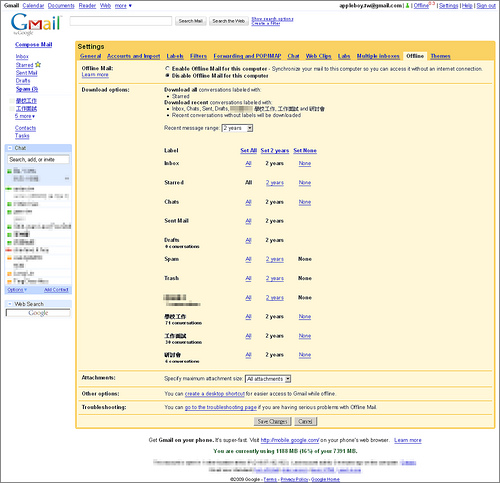 Gmail Calendar Documents Reader Web more ▼
appleboy.tw@gmail.com | Offline | Settings | Help | Sign out
Gmail
by Google
Search Mail Search the Web Show search options
Create a filter
Compose Mail
Inbox
Starred
Sent Mail
Drafts
Spam (3)
學校工作
工作面試
5 more▼
Contacts
Tasks
Chat
Search, add, or invite
Options Add Contact
Web Search
Google
Settings
General Accounts and Import Labels Filters Forwarding and POP/IMAP Chat Web Clips Labs Multiple inboxes Offline Themes
Offline Mail:
Learn more
Enable Offline Mail for this computer - Synchronize your mail to this computer so you can access it without an internet connection.
Disable Offline Mail for this computer
Download options:
Download all conversations labeled with:
• Starred
Download recent conversations labeled with:
• Inbox, Chats, Sent, Drafts, 學校工作, 工作面試 and 研討會
• Recent conversations without labels will be downloaded
Recent message range: 2 years
Label Set All Set 2 years Set None
Inbox All 2 years None
Starred All 2 years None
Chats All 2 years None
Sent Mail All 2 years
Drafts All 2 years
0 conversations
Spam All 2 years None
Trash All 2 years None
All 2 years None
學校工作 All 2 years None
71 conversations
工作面試 All 2 years None
30 conversations
研討會 All 2 years None
6 conversations
Attachments: Specify maximum attachment size: All attachments
Other options: You can create a desktop shortcut for easier access to Gmail while offline.
Troubleshooting: You can go to the troubleshooting page if you are having serious problems with Offline Mail.
Save Changes Cancel
Get Gmail on your phone. It's super-fast. Visit http://mobile.google.com/ on your phone's web browser. Learn more
You are currently using 1188 MB (16%) of your 7391 MB.
©2009 Google - Terms - Privacy Policy - Google Home